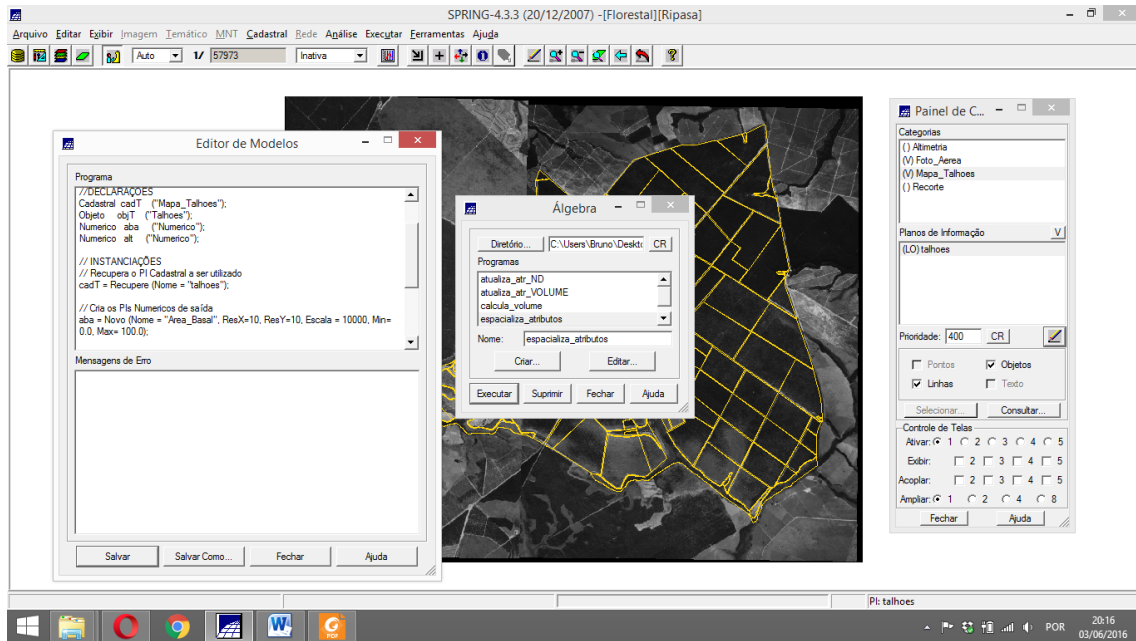 SPRING-4.3.3 (20/12/2007) -[Florestal][Ripasa]
Arquivo Editar Exibir Imagem Temático MNT Cadastral Rede Análise Executar Ferramentas Ajuda
Auto 1/ 57973 Inativa
Editor de Modelos
Programa
//DECLARAÇÕES
Cadastral cadT ("Mapa_Talhoes");
Objeto objT ("Talhoes");
Numerico aba ("Numerico");
Numerico alt ("Numerico");
// INSTANCIAÇÕES
// Recupera o PI Cadastral a ser utilizado
cadT = Recupere (Nome = "talhoes");
// Cria os PIs Numericos de saída
aba = Novo (Nome = "Area_Basal", ResX=10, ResY=10, Escala = 10000, Min=
0.0, Max= 100.0);
Mensagens de Erro
Salvar Salvar Como... Fechar Ajuda
Álgebra
Diretório... C:\Users\Bruno\Deskto CR
Programas
atualiza_atr_ND
atualiza_atr_VOLUME
calcula_volume
espacializa_atributos
Nome: espacializa_atributos
Criar... Editar...
Executar Suprimir Fechar Ajuda
Painel de C...
Categorias
( ) Altimetria
(V) Foto_Aerea
(V) Mapa_Talhoes
( ) Recorte
Planos de Informação V
(LO) talhoes
Prioridade: 400 CR
Pontos Objetos
Linhas Texto
Selecionar... Consultar...
Controle de Telas
Ativar: 1 2 3 4 5
Exibir: 2 3 4 5
Acoplar: 2 3 4 5
Ampliar: 1 2 4 8
Fechar Ajuda
PI: talhoes
PDF
POR
20:16
03/06/2016